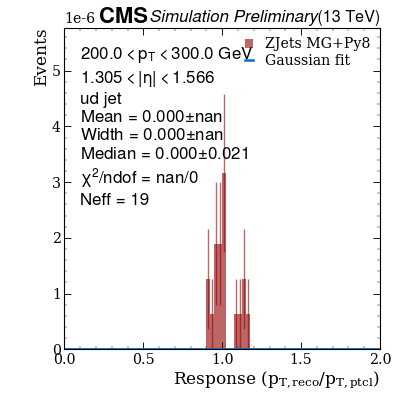 1e-6 CMS Simulation Preliminary (13 TeV)
Events
200.0 < p_T < 300.0 GeV
1.305 < |η| < 1.566
ud jet
Mean = 0.000±nan
Width = 0.000±nan
Median = 0.000±0.021
χ²/ndof = nan/0
Neff = 19
ZJets MG+Py8
Gaussian fit
5
4
3
2
1
0
0.0 0.5 1.0 1.5 2.0
Response (p_T,reco/p_T,ptcl)